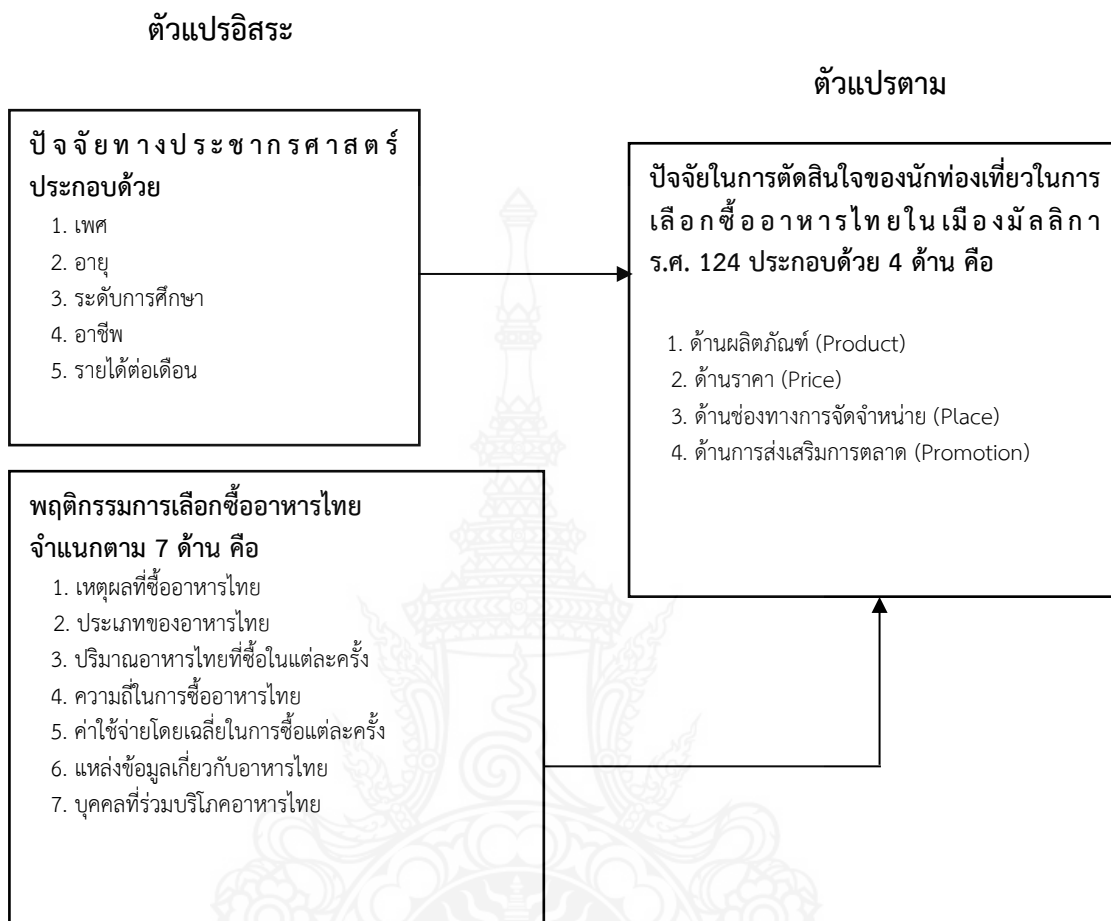 ตัวแปรอิสระ
ตัวแปรตาม
ปัจจัยทางประชากรศาสตร์
ประกอบด้วย
1. เพศ
2. อายุ
3. ระดับการศึกษา
4. อาชีพ
5. รายได้ต่อเดือน
ปัจจัยในการตัดสินใจของนักท่องเที่ยวในการ
เลือกซื้ออาหารไทยในเมืองมัลลิกา
ร.ศ. 124 ประกอบด้วย 4 ด้าน คือ
1. ด้านผลิตภัณฑ์ (Product)
2. ด้านราคา (Price)
3. ด้านช่องทางการจัดจำหน่าย (Place)
4. ด้านการส่งเสริมการตลาด (Promotion)
พฤติกรรมการเลือกซื้ออาหารไทย
จำแนกตาม 7 ด้าน คือ
1. เหตุผลที่ซื้ออาหารไทย
2. ประเภทของอาหารไทย
3. ปริมาณอาหารไทยที่ซื้อในแต่ละครั้ง
4. ความถี่ในการซื้ออาหารไทย
5. ค่าใช้จ่ายโดยเฉลี่ยในการซื้อแต่ละครั้ง
6. แหล่งข้อมูลเกี่ยวกับอาหารไทย
7. บุคคลที่ร่วมบริโภคอาหารไทย